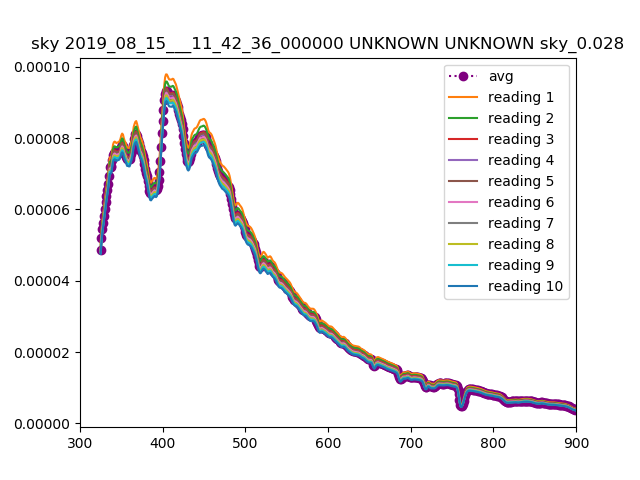 sky 2019_08_15___11_42_36_000000 UNKNOWN UNKNOWN sky_0.028
0.00010
0.00008
0.00006
0.00004
0.00002
0.00000
300 400 500 600 700 800 900
avg
reading 1
reading 2
reading 3
reading 4
reading 5
reading 6
reading 7
reading 8
reading 9
reading 10